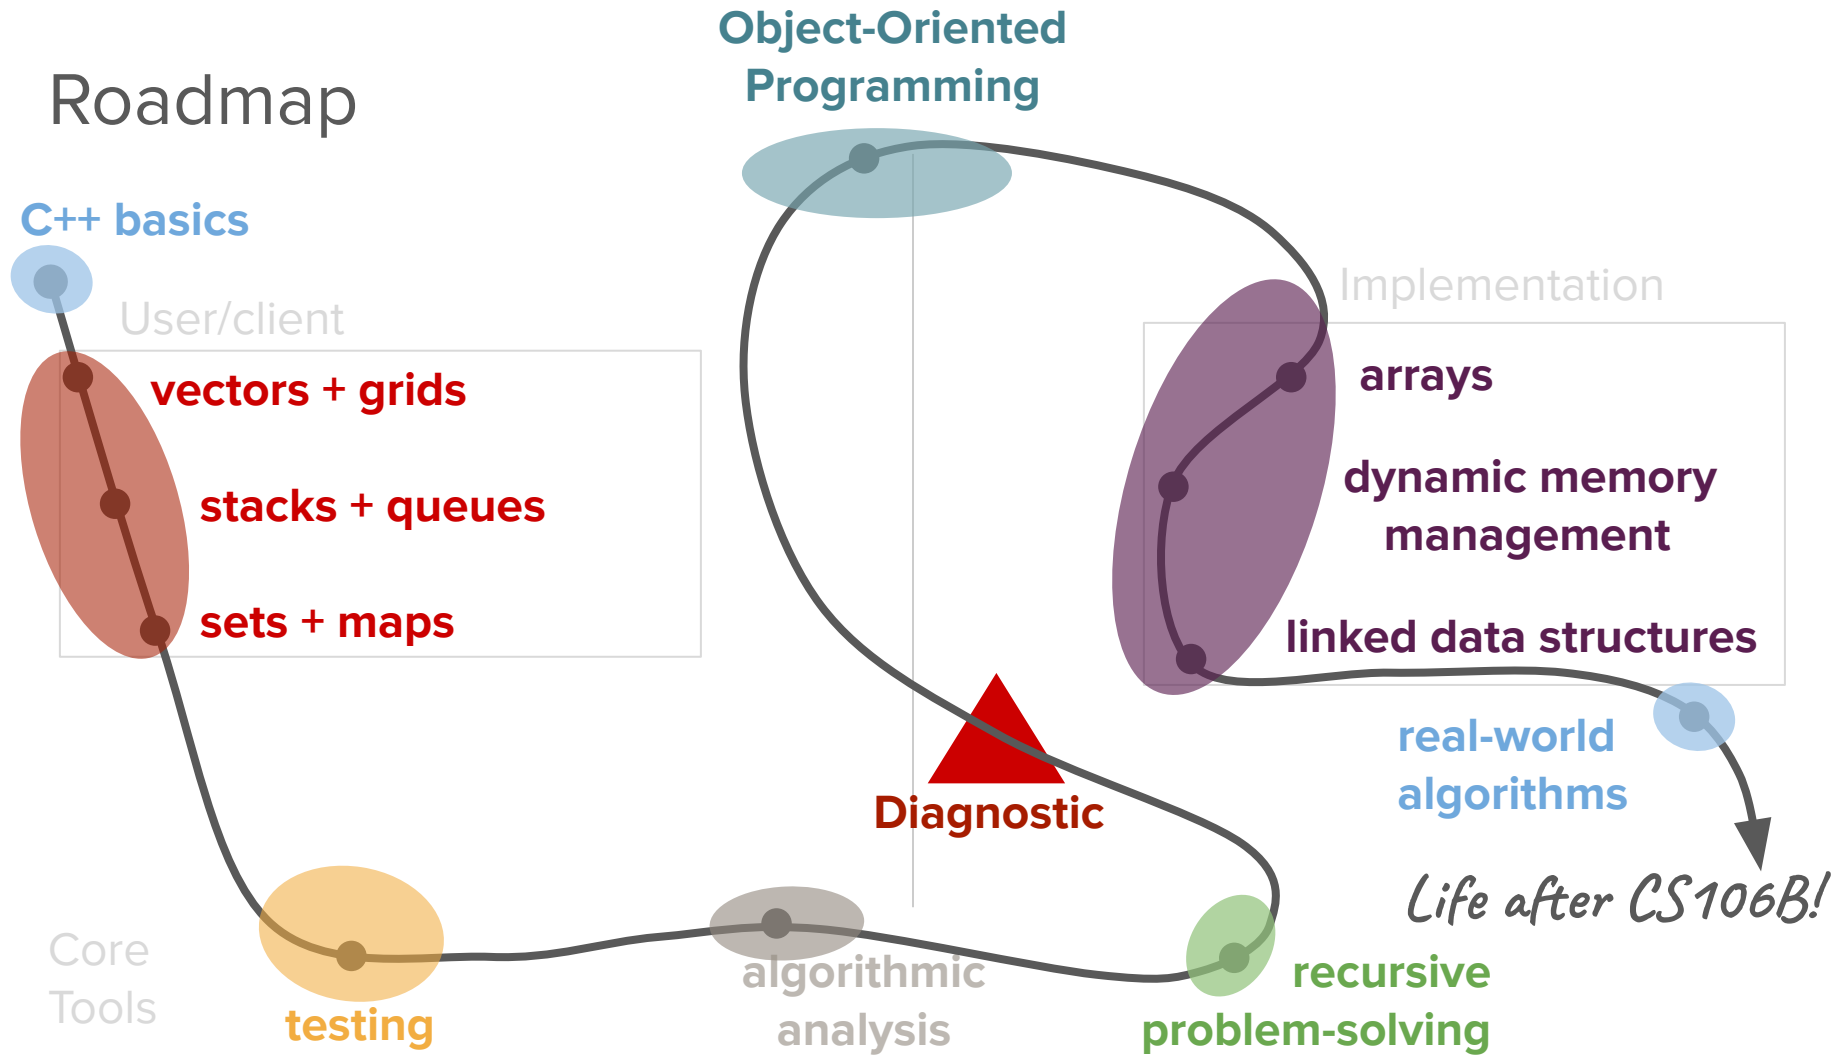 Roadmap
Object-Oriented
Programming
C++ basics
User/client
vectors + grids
stacks + queues
sets + maps
Implementation
arrays
dynamic memory
management
linked data structures
real-world
algorithms
Diagnostic
Life after CS106B!
Core
Tools
testing
algorithmic
analysis
recursive
problem-solving